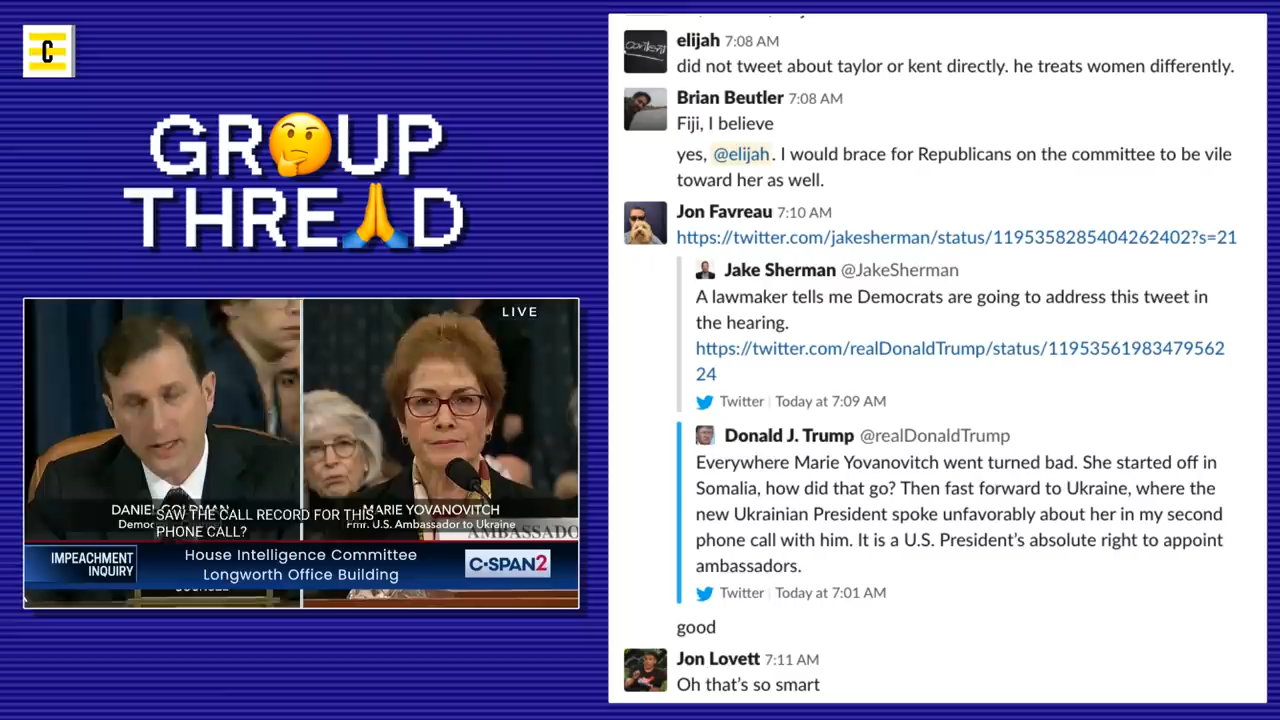 C
GR🤔UP
THRE🙏D
LIVE
DANIE
Democ
SAW THE CALL RECORD FOR THIS
PHONE CALL?
MARIE YOVANOVITCH
Fmr. U.S. Ambassador to Ukraine
AMBASSADO
IMPEACHMENT
INQUIRY
House Intelligence Committee
Longworth Office Building
C-SPAN2
elijah 7:08 AM
did not tweet about taylor or kent directly. he treats women differently.
Brian Beutler 7:08 AM
Fiji, I believe
yes, @elijah. I would brace for Republicans on the committee to be vile
toward her as well.
Jon Favreau 7:10 AM
https://twitter.com/jakesherman/status/1195358285404262402?s=21
Jake Sherman @JakeSherman
A lawmaker tells me Democrats are going to address this tweet in
the hearing.
https://twitter.com/realDonaldTrump/status/11953561983479562
24
Twitter | Today at 7:09 AM
Donald J. Trump @realDonaldTrump
Everywhere Marie Yovanovitch went turned bad. She started off in
Somalia, how did that go? Then fast forward to Ukraine, where the
new Ukrainian President spoke unfavorably about her in my second
phone call with him. It is a U.S. President's absolute right to appoint
ambassadors.
Twitter | Today at 7:01 AM
good
Jon Lovett 7:11 AM
Oh that's so smart